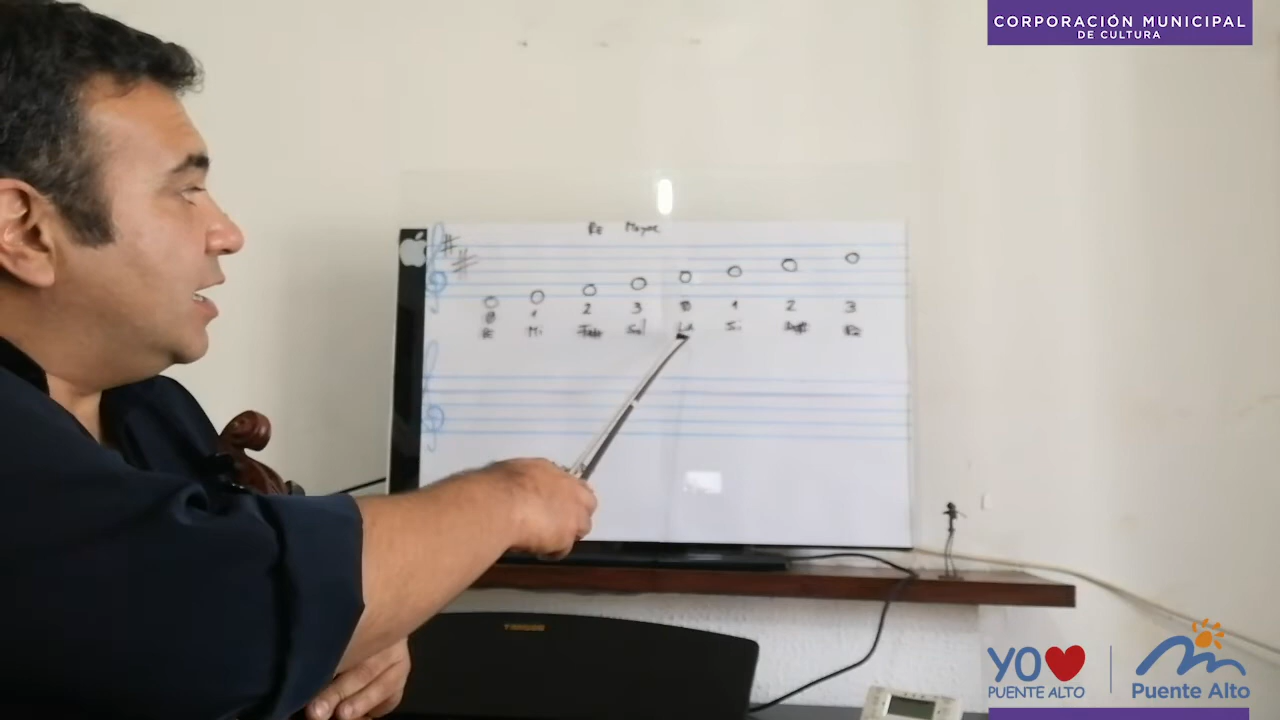 CORPORACIÓN MUNICIPAL
DE CULTURA
RE Mayor
0 1 2 3 0 1 2 3
RE Mi Fa# Sol La Si Do# Re
YAMAHA
YO
PUENTE ALTO
Puente Alto